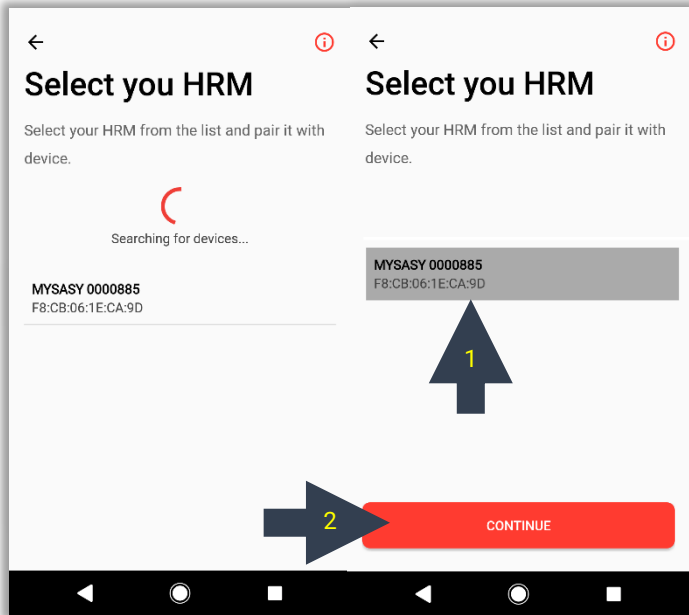 Select you HRM
Select your HRM from the list and pair it with
device.
Searching for devices...
MYSASY 0000885
F8:CB:06:1E:CA:9D
Select you HRM
Select your HRM from the list and pair it with
device.
MYSASY 0000885
F8:CB:06:1E:CA:9D
1
2
CONTINUE